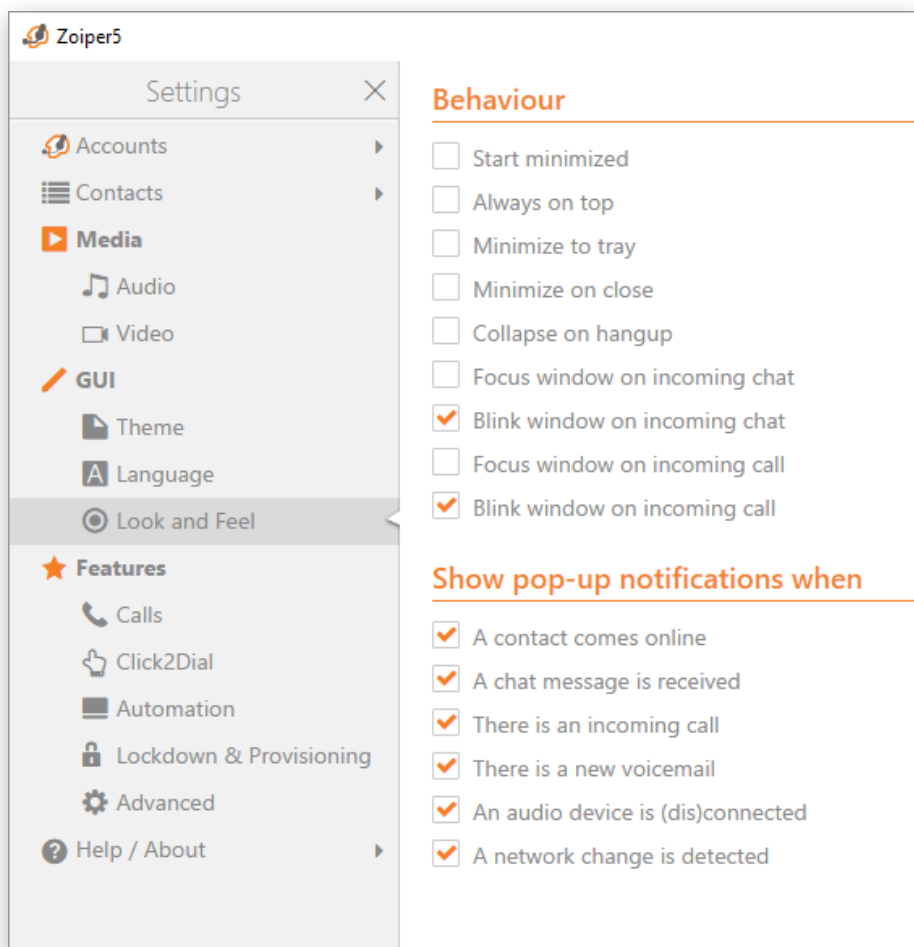 Zoiper5
Settings
Accounts
Contacts
Media
Audio
Video
GUI
Theme
A Language
Look and Feel
Features
Calls
Click2Dial
Automation
Lockdown & Provisioning
Advanced
? Help / About
Behaviour
Start minimized
Always on top
Minimize to tray
Minimize on close
Collapse on hangup
Focus window on incoming chat
Blink window on incoming chat
Focus window on incoming call
Blink window on incoming call
Show pop-up notifications when
A contact comes online
A chat message is received
There is an incoming call
There is a new voicemail
An audio device is (dis)connected
A network change is detected